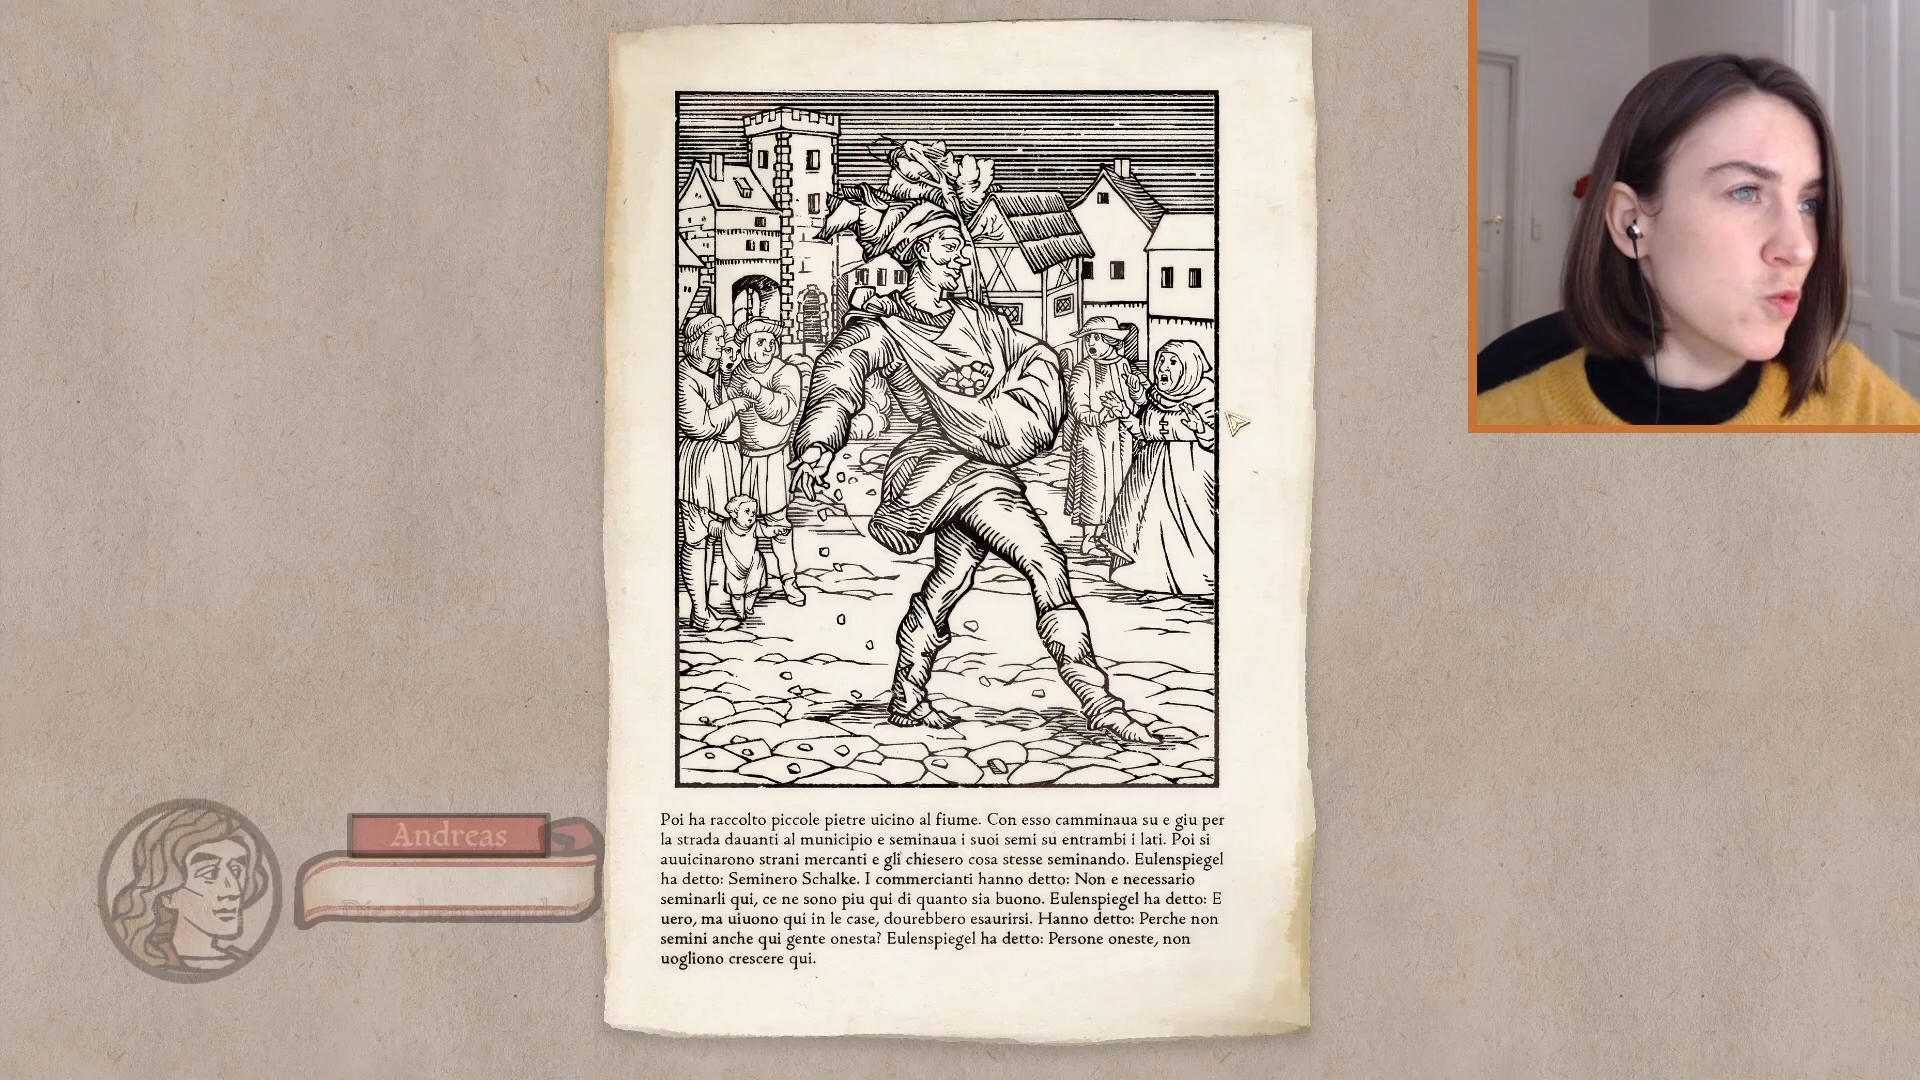 Poi ha raccolto piccole pietre uicino al fiume. Con esso camminaua su e giu per
la strada dauanti al municipio e seminaua i suoi semi su entrambi i lati. Poi si
auuicinarono strani mercanti e gli chiesero cosa stesse seminando. Eulenspiegel
ha detto: Seminero Schalke. I commercianti hanno detto: Non e necessario
seminarli qui, ce ne sono piu qui di quanto sia buono. Eulenspiegel ha detto: E
uero, ma uiuono qui in le case, dourebbero esaurirsi. Hanno detto: Perche non
semini anche qui gente onesta? Eulenspiegel ha detto: Persone oneste, non
uogliono crescere qui.
Andreas